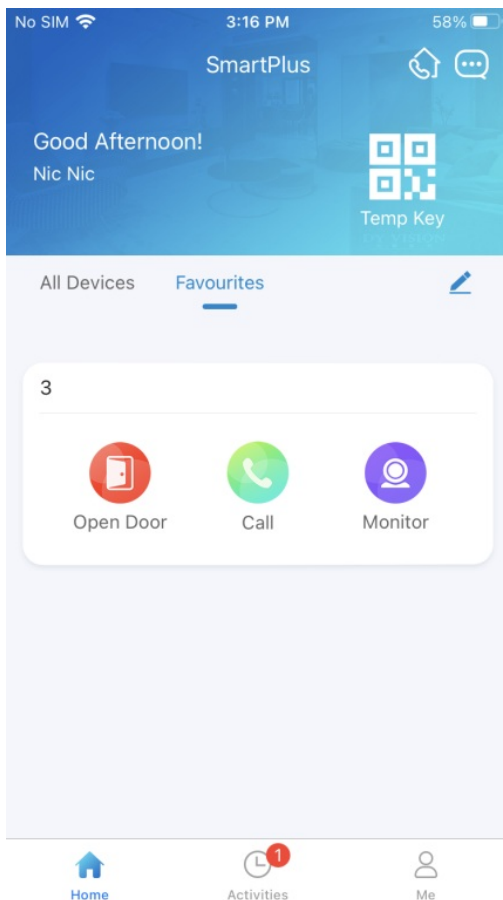 No SIM 3:16 PM 58%
SmartPlus
Good Afternoon!
Nic Nic
Temp Key
All Devices Favourites
3
Open Door Call Monitor
1
Home Activities Me